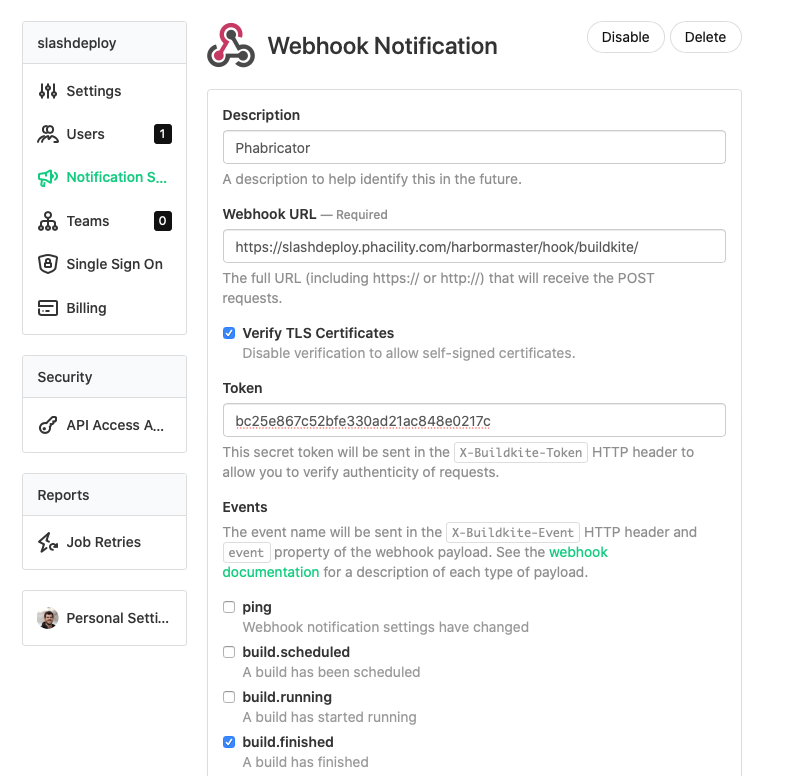 slashdeploy
Settings
Users 1
Notification S...
Teams 0
Single Sign On
Billing
Security
API Access A...
Reports
Job Retries
Personal Setti...
Webhook Notification
Disable
Delete
Description
Phabricator
A description to help identify this in the future.
Webhook URL — Required
https://slashdeploy.phacility.com/harbormaster/hook/buildkite/
The full URL (including https:// or http://) that will receive the POST
requests.
Verify TLS Certificates
Disable verification to allow self-signed certificates.
Token
bc25e867c52bfe330ad21ac848e0217c
This secret token will be sent in the X-Buildkite-Token HTTP header to
allow you to verify authenticity of requests.
Events
The event name will be sent in the X-Buildkite-Event HTTP header and
event property of the webhook payload. See the webhook
documentation for a description of each type of payload.
ping
Webhook notification settings have changed
build.scheduled
A build has been scheduled
build.running
A build has started running
build.finished
A build has finished